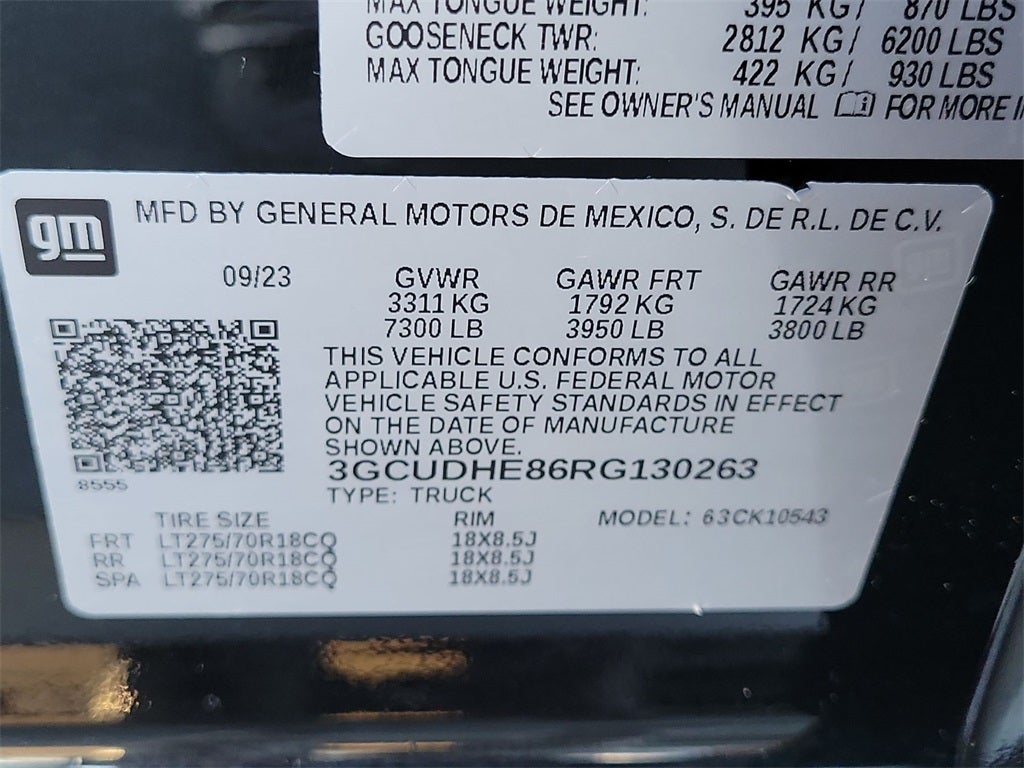 MAX TONGUE WEIGHT: 395 KG/ 870 LBS
GOOSENECK TWR: 2812 KG/ 6200 LBS
MAX TONGUE WEIGHT: 422 KG/ 930 LBS
SEE OWNER'S MANUAL FOR MORE
gm
MFD BY GENERAL MOTORS DE MEXICO, S. DE R.L. DE C.V.
09/23 GVWR GAWR FRT GAWR RR
3311 KG 1792 KG 1724 KG
7300 LB 3950 LB 3800 LB
THIS VEHICLE CONFORMS TO ALL
APPLICABLE U.S. FEDERAL MOTOR
VEHICLE SAFETY STANDARDS IN EFFECT
ON THE DATE OF MANUFACTURE
SHOWN ABOVE.
3GCUDHE86RG130263
8555
TYPE: TRUCK
TIRE SIZE RIM MODEL: 63CK10543
FRT LT275/70R18CQ 18X8.5J
RR LT275/70R18CQ 18X8.5J
SPA LT275/70R18CQ 18X8.5J